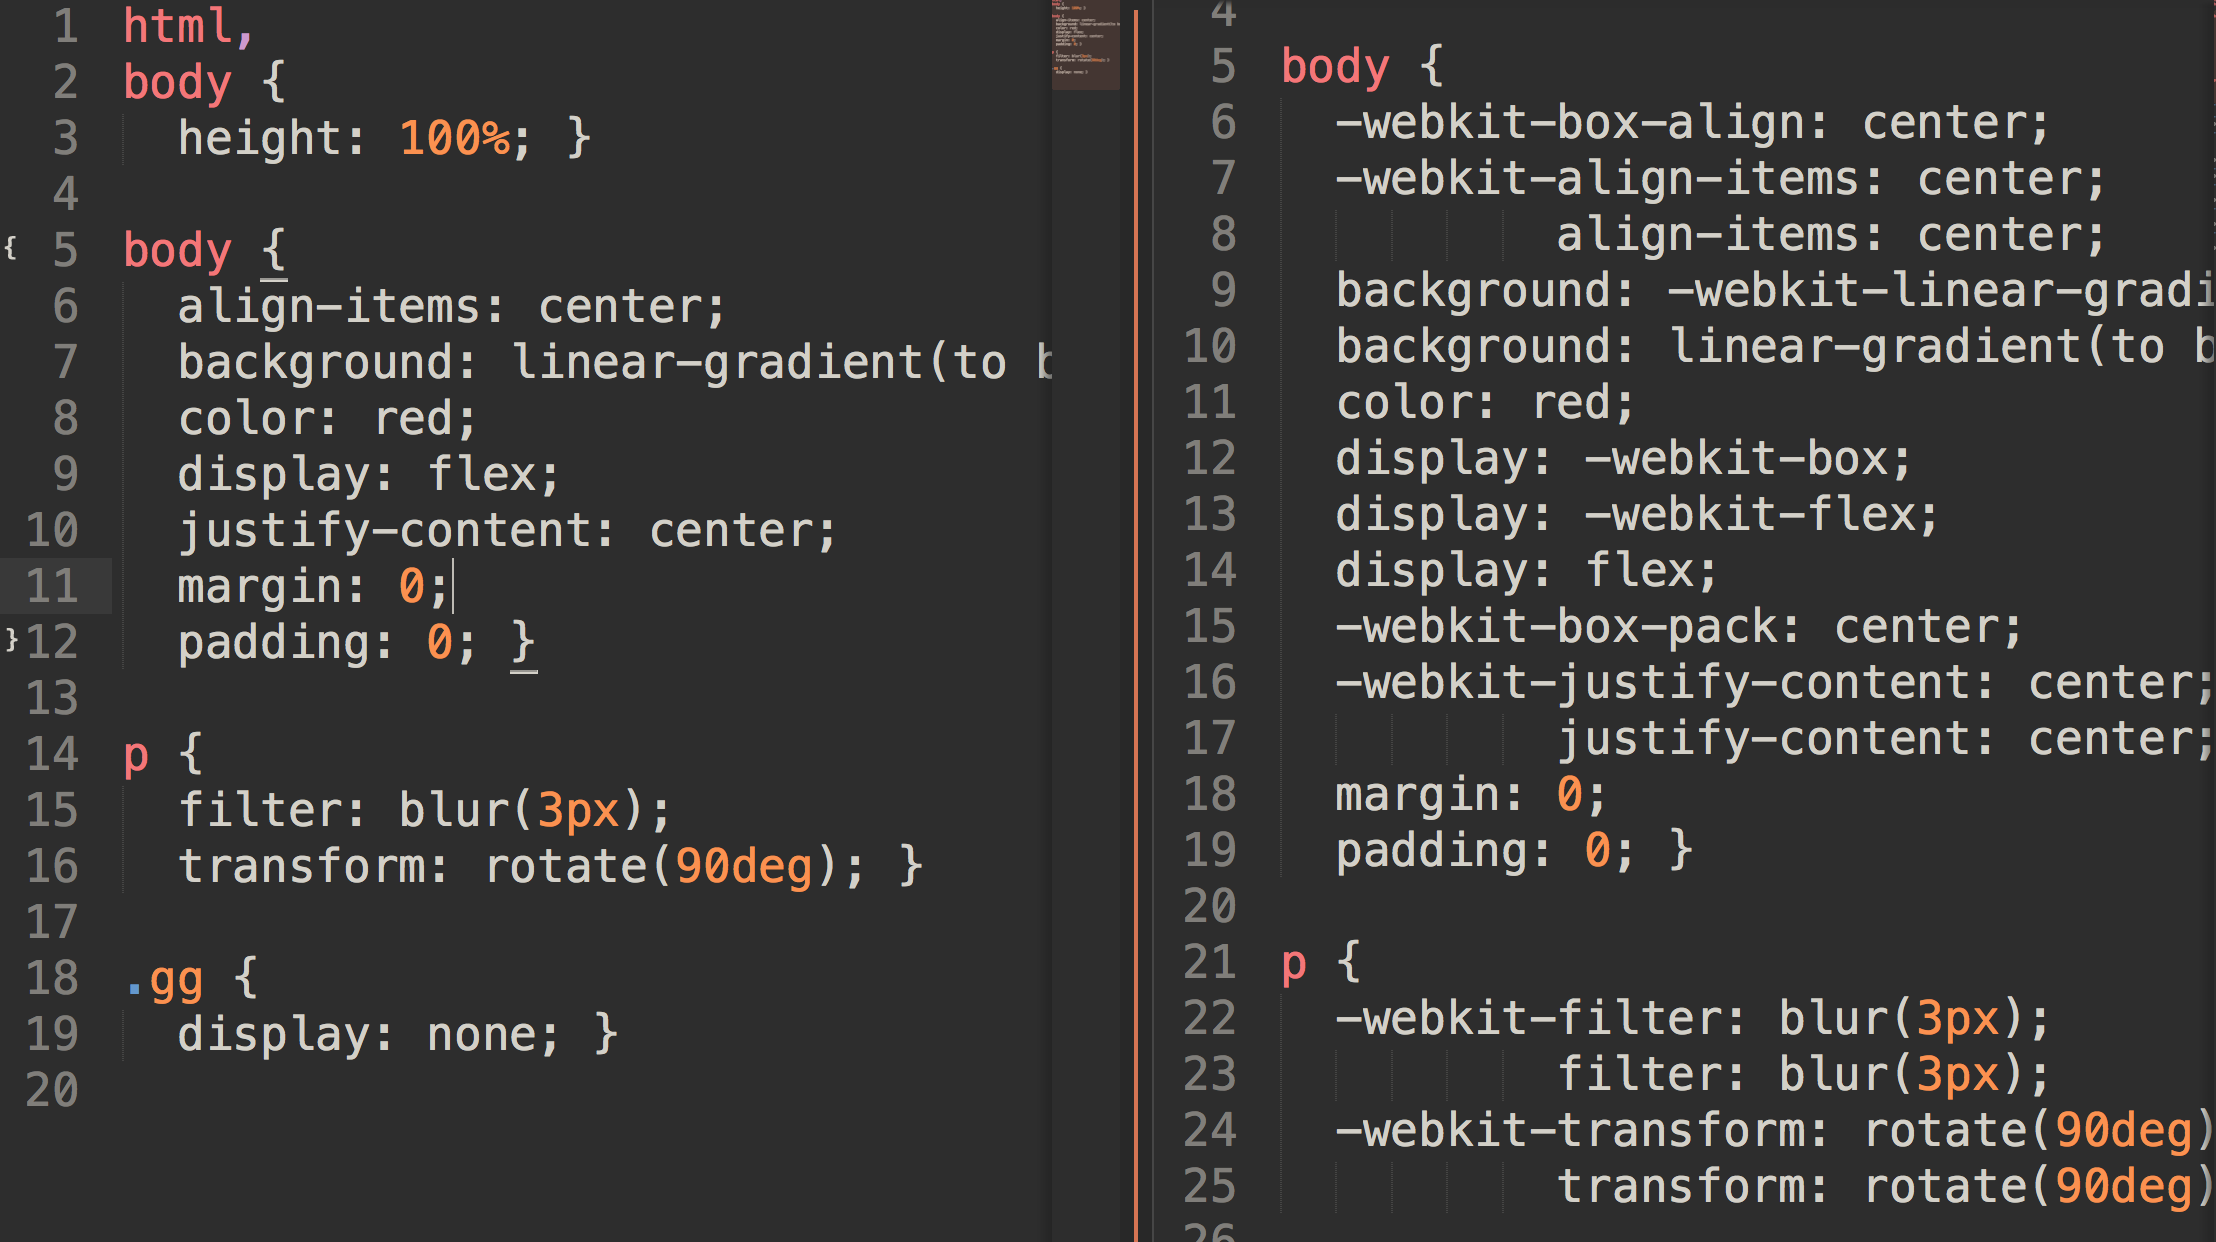 1 html,
2 body {
3 height: 100%; }
4
{ 5 body {
6 align-items: center;
7 background: linear-gradient(to
8 color: red;
9 display: flex;
10 justify-content: center;
11 margin: 0;
} 12 padding: 0; }
13
14 p {
15 filter: blur(3px);
16 transform: rotate(90deg); }
17
18 .gg {
19 display: none; }
20
4
5 body {
6 -webkit-box-align: center;
7 -webkit-align-items: center;
8 align-items: center;
9 background: -webkit-linear-gradi
10 background: linear-gradient(to b
11 color: red;
12 display: -webkit-box;
13 display: -webkit-flex;
14 display: flex;
15 -webkit-box-pack: center;
16 -webkit-justify-content: center;
17 justify-content: center;
18 margin: 0;
19 padding: 0; }
20
21 p {
22 -webkit-filter: blur(3px);
23 filter: blur(3px);
24 -webkit-transform: rotate(90deg)
25 transform: rotate(90deg)
26